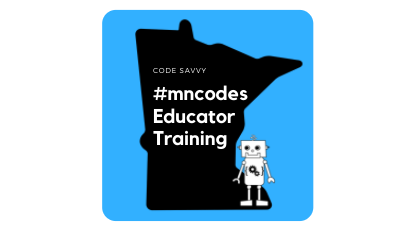 CODE SAVVY
#mncodes
Educator
Training